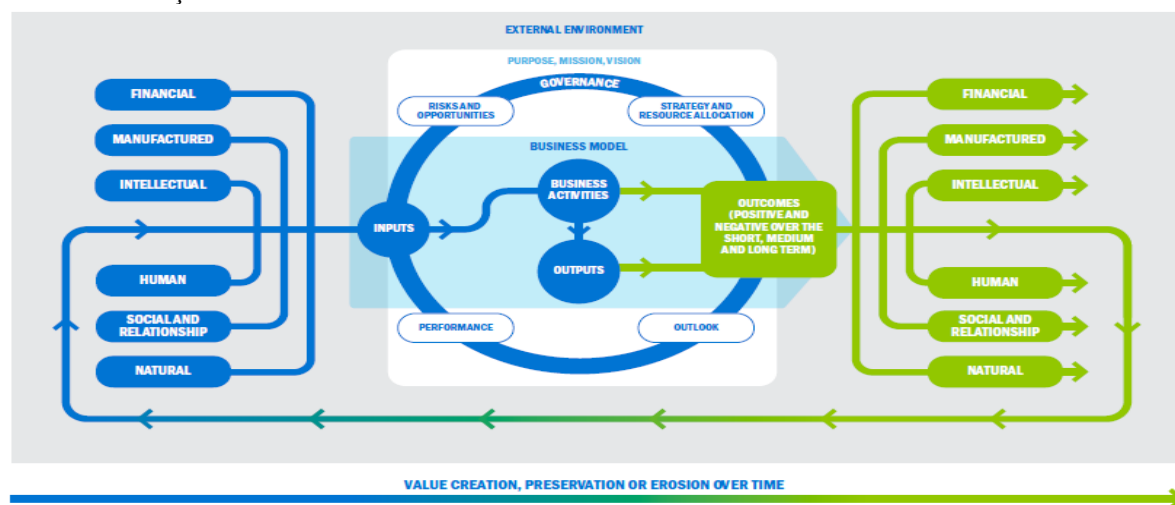 EXTERNAL ENVIRONMENT
PURPOSE, MISSION, VISION
GOVERNANCE
RISKS AND
OPPORTUNITIES
STRATEGY AND
RESOURCE ALLOCATION
BUSINESS MODEL
FINANCIAL
MANUFACTURED
INTELLECTUAL
HUMAN
SOCIAL AND
RELATIONSHIP
NATURAL
INPUTS
BUSINESS
ACTIVITIES
OUTPUTS
OUTCOMES
(POSITIVE AND
NEGATIVE OVER THE
SHORT, MEDIUM
AND LONG TERM)
PERFORMANCE
OUTLOOK
FINANCIAL
MANUFACTURED
INTELLECTUAL
HUMAN
SOCIAL AND
RELATIONSHIP
NATURAL
VALUE CREATION, PRESERVATION OR EROSION OVER TIME